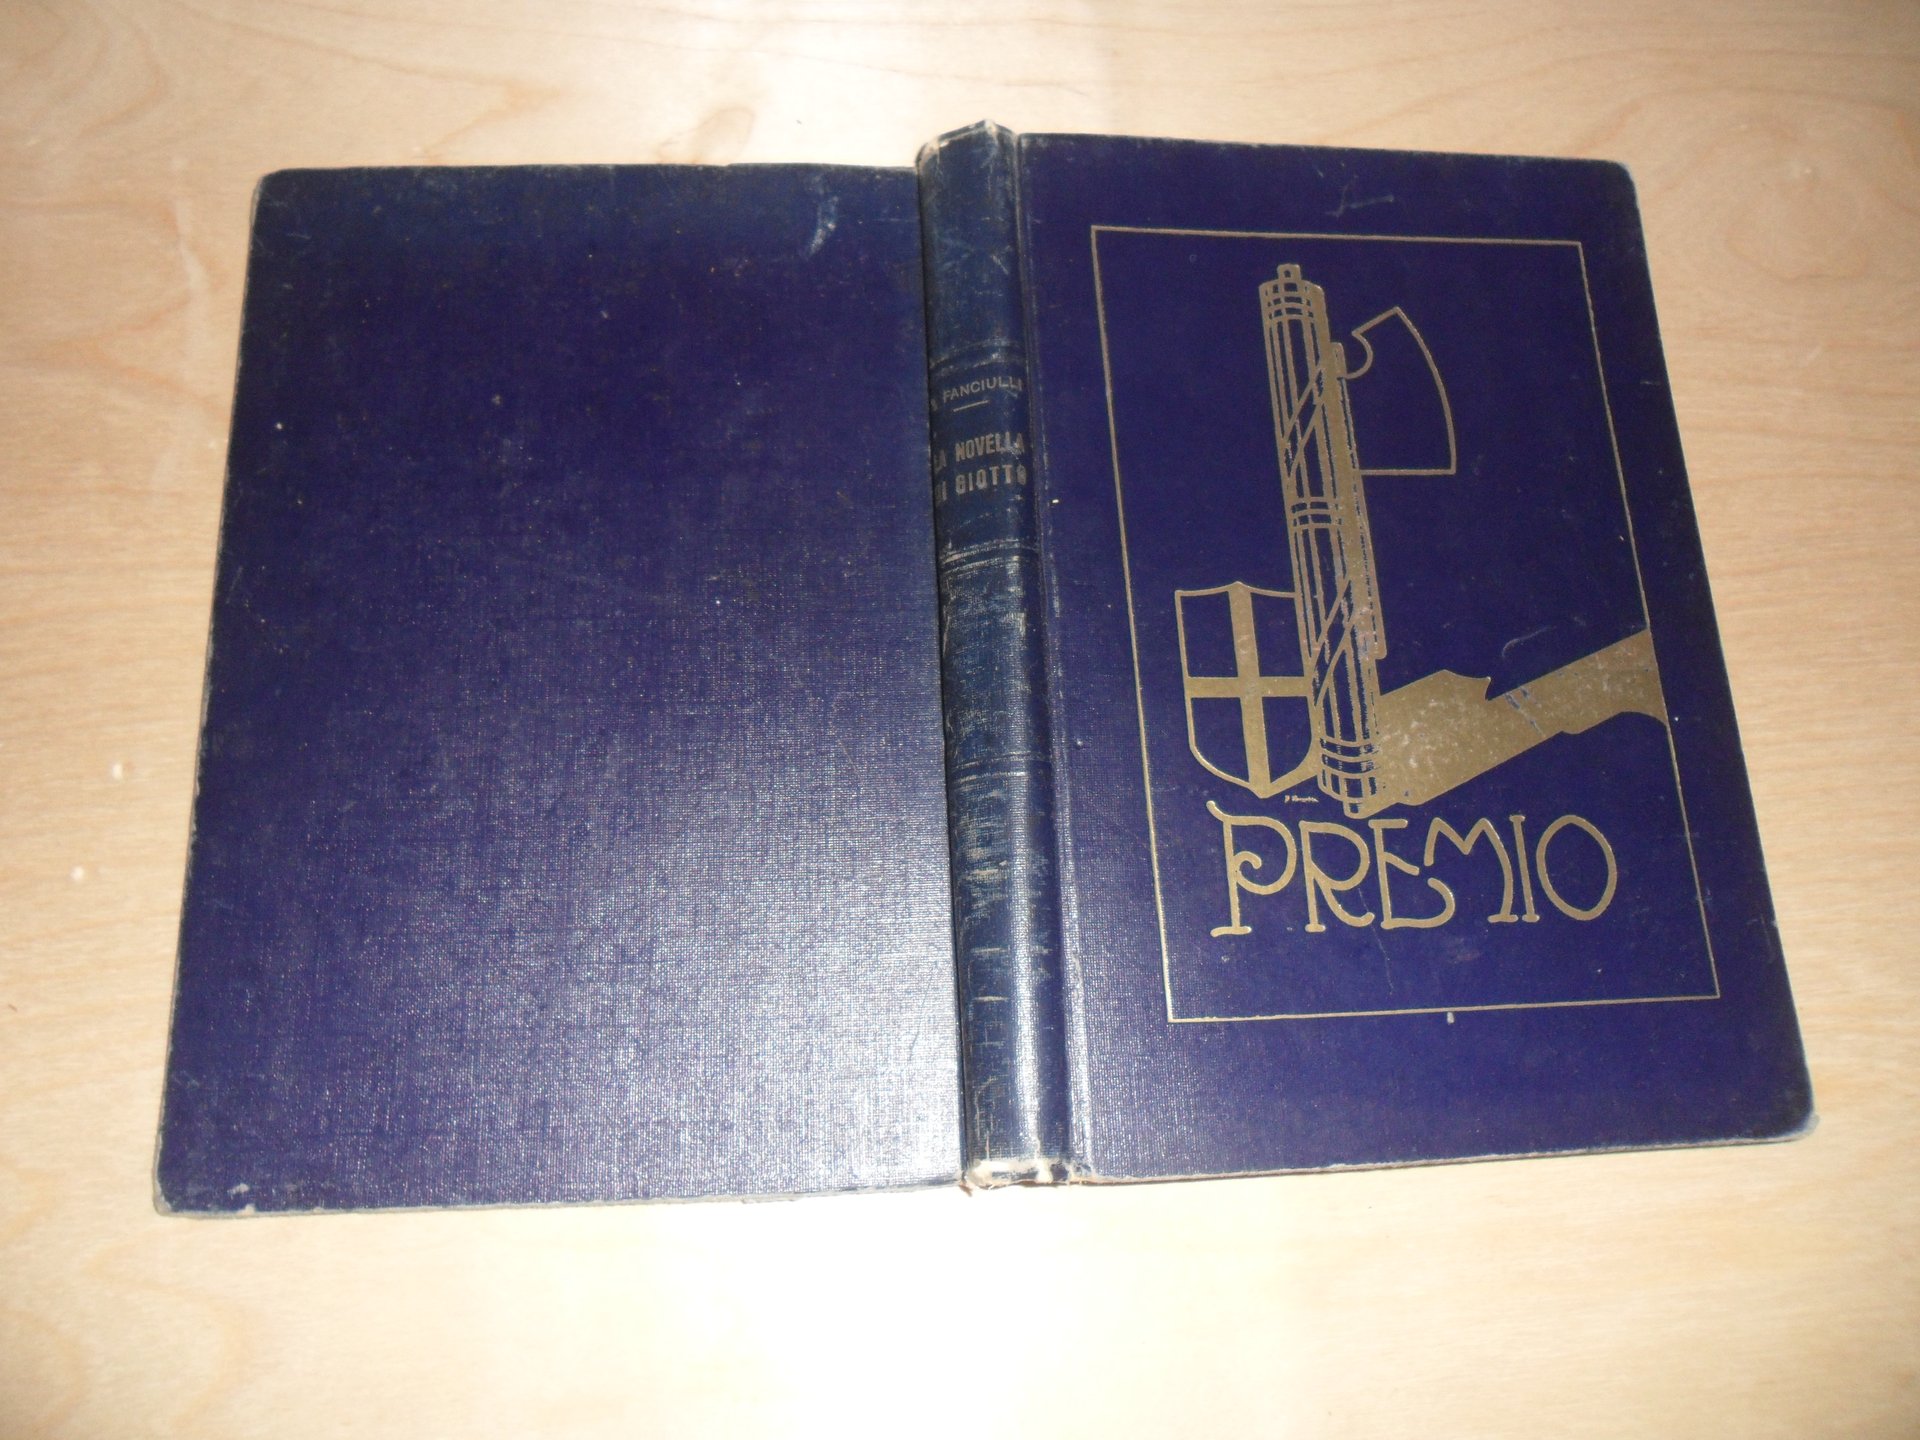 FANCIULLI
LA NOVELLA
DI GIOTTO
PREMIO